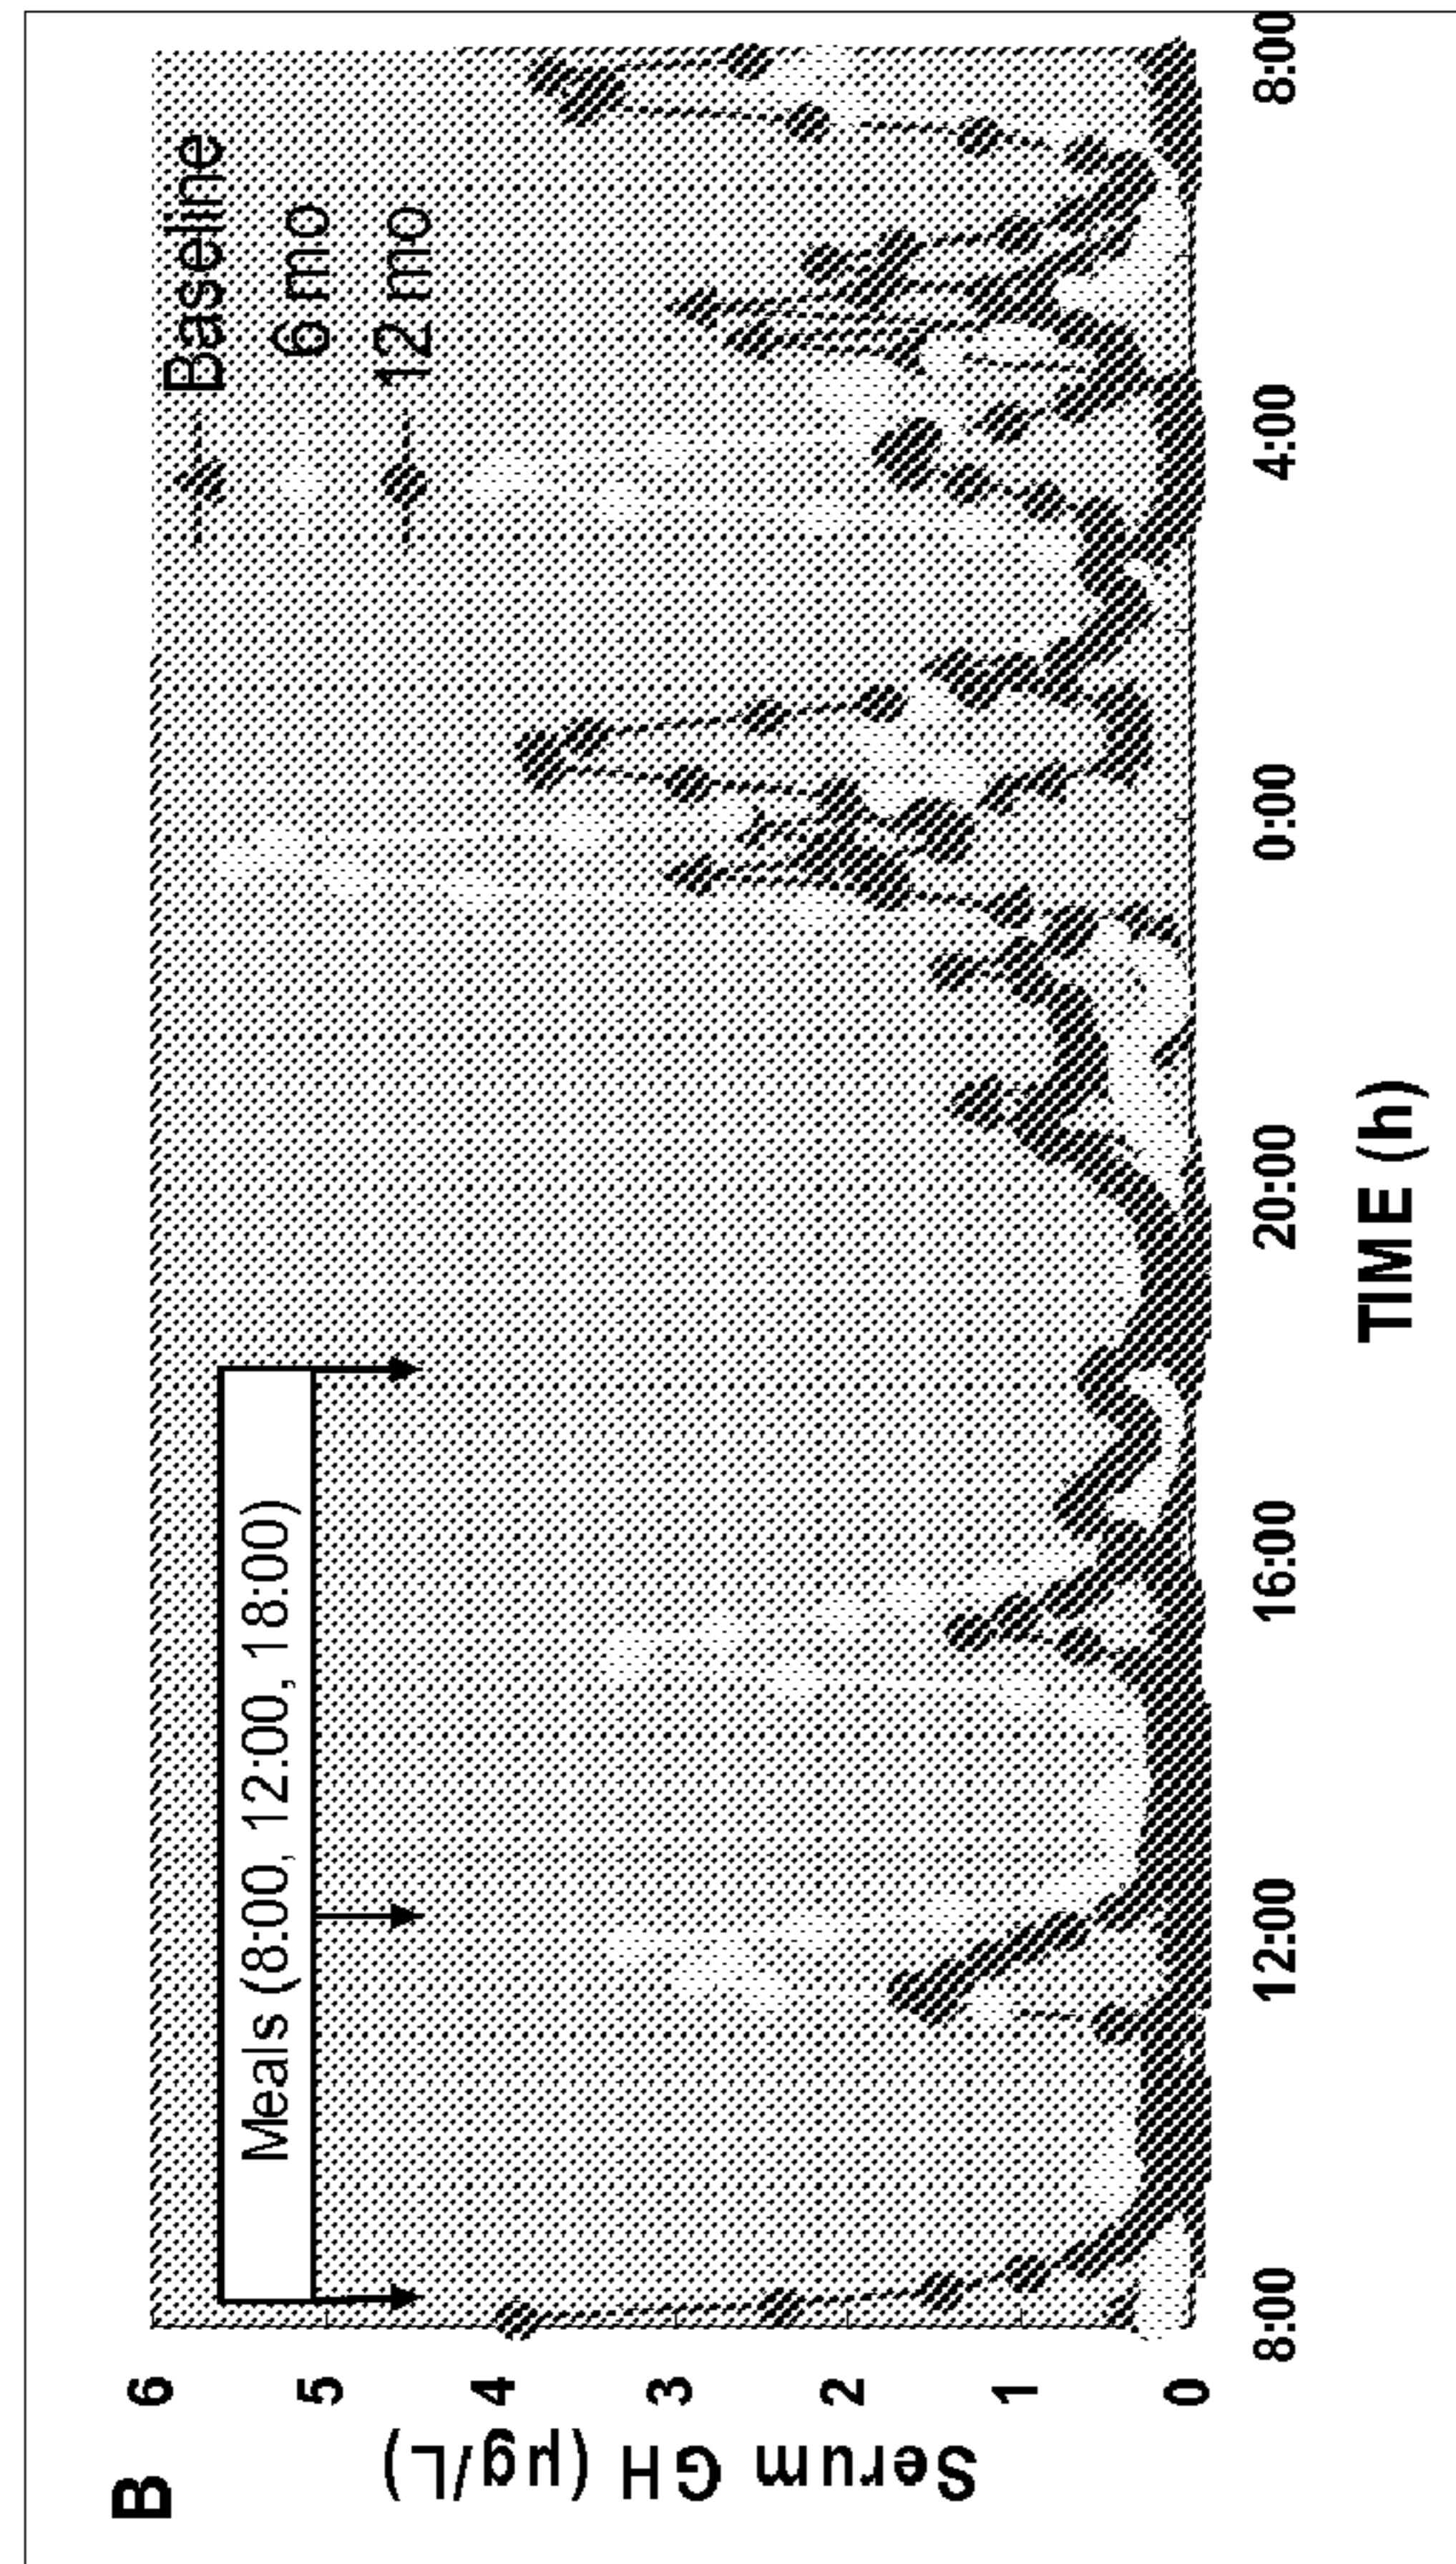 B
Meals (8:00, 12:00, 18:00)
Baseline
6 mo
12 mo
Serum GH (µg/L)
6
5
4
3
2
1
0
8:00 12:00 16:00 20:00 0:00 4:00 8:00
TIME (h)